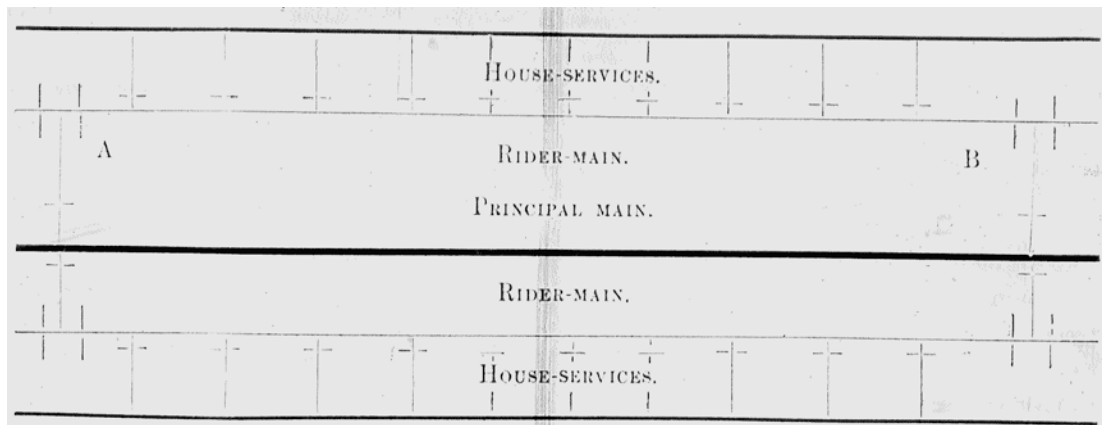 HOUSE-SERVICES.
A
RIDER-MAIN.
B
PRINCIPAL MAIN.
RIDER-MAIN.
HOUSE-SERVICES.